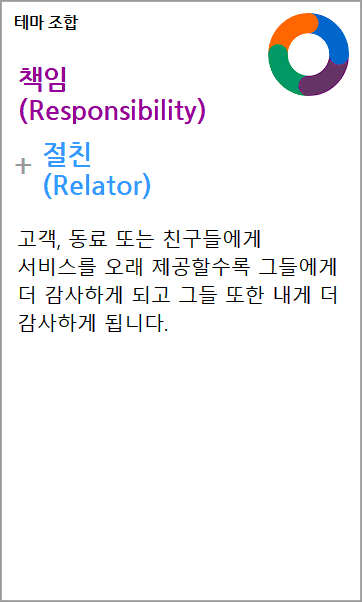 테마 조합
책임
(Responsibility)
+ 절친
(Relator)
고객, 동료 또는 친구들에게
서비스를 오래 제공할수록 그들에게
더 감사하게 되고 그들 또한 내게 더
감사하게 됩니다.